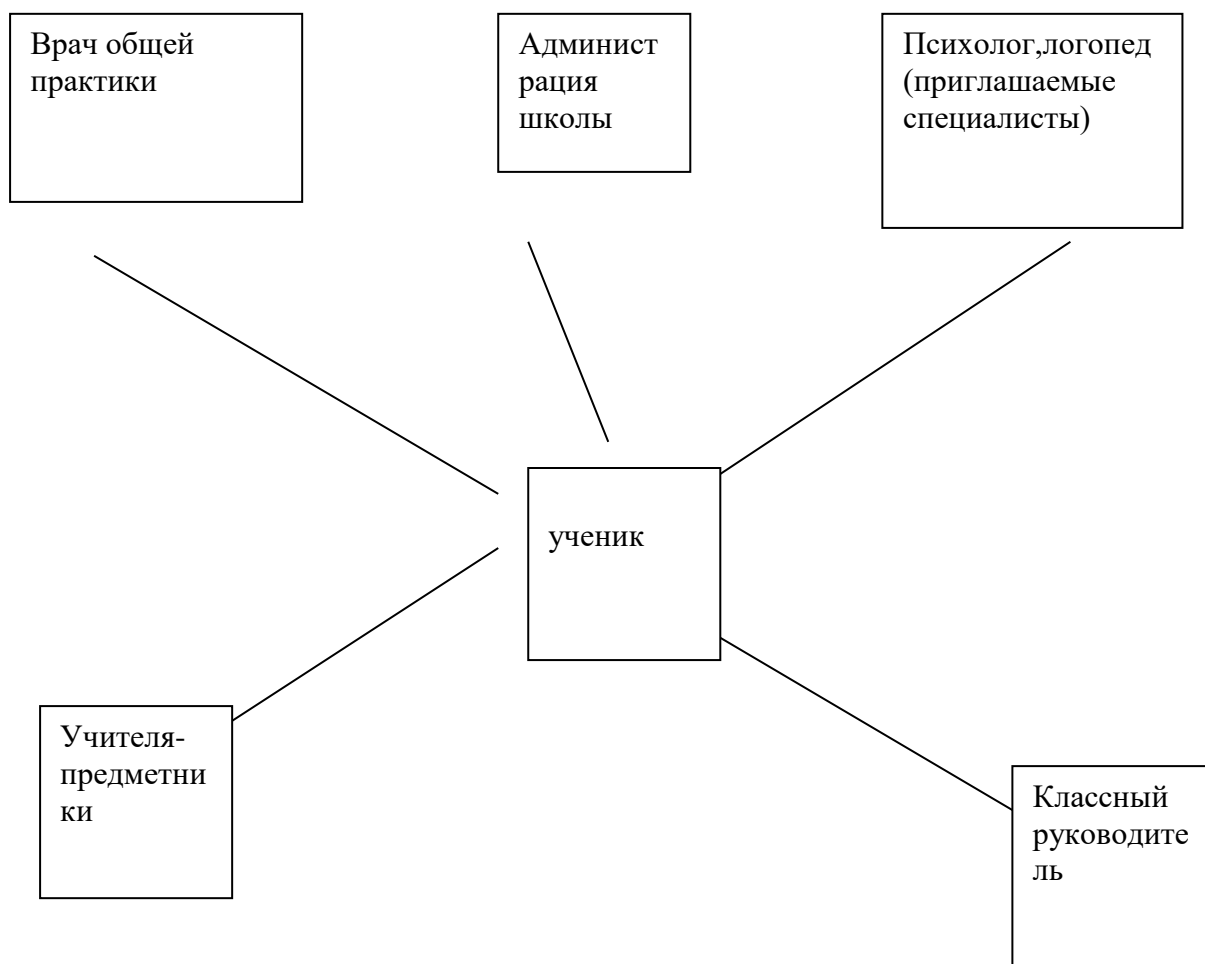 Врач общей
практики
Админист
рация
школы
Психолог,логопед
(приглашаемые
специалисты)
ученик
Учителя-
предметни
ки
Классный
руководите
ль